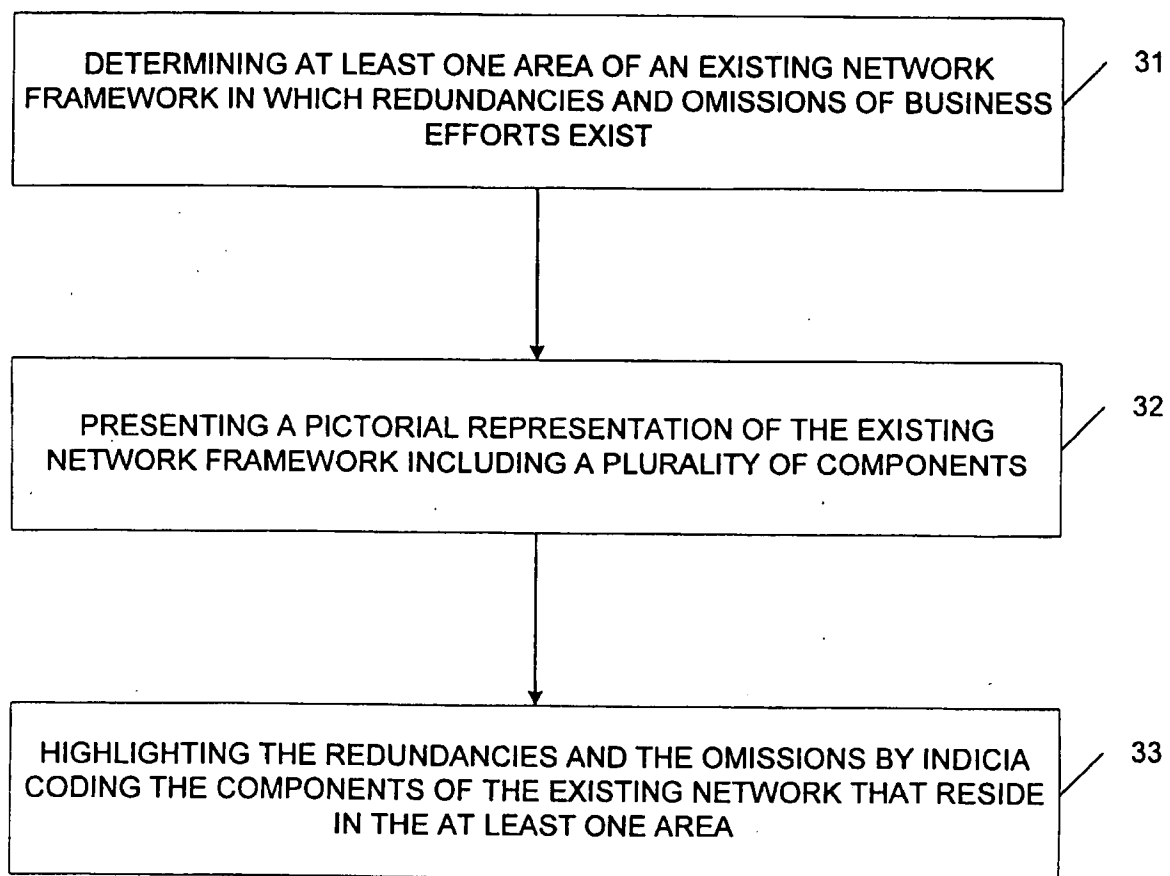 DETERMINING AT LEAST ONE AREA OF AN EXISTING NETWORK
FRAMEWORK IN WHICH REDUNDANCIES AND OMISSIONS OF BUSINESS
EFFORTS EXIST
31
PRESENTING A PICTORIAL REPRESENTATION OF THE EXISTING
NETWORK FRAMEWORK INCLUDING A PLURALITY OF COMPONENTS
32
HIGHLIGHTING THE REDUNDANCIES AND THE OMISSIONS BY INDICIA
CODING THE COMPONENTS OF THE EXISTING NETWORK THAT RESIDE
IN THE AT LEAST ONE AREA
33